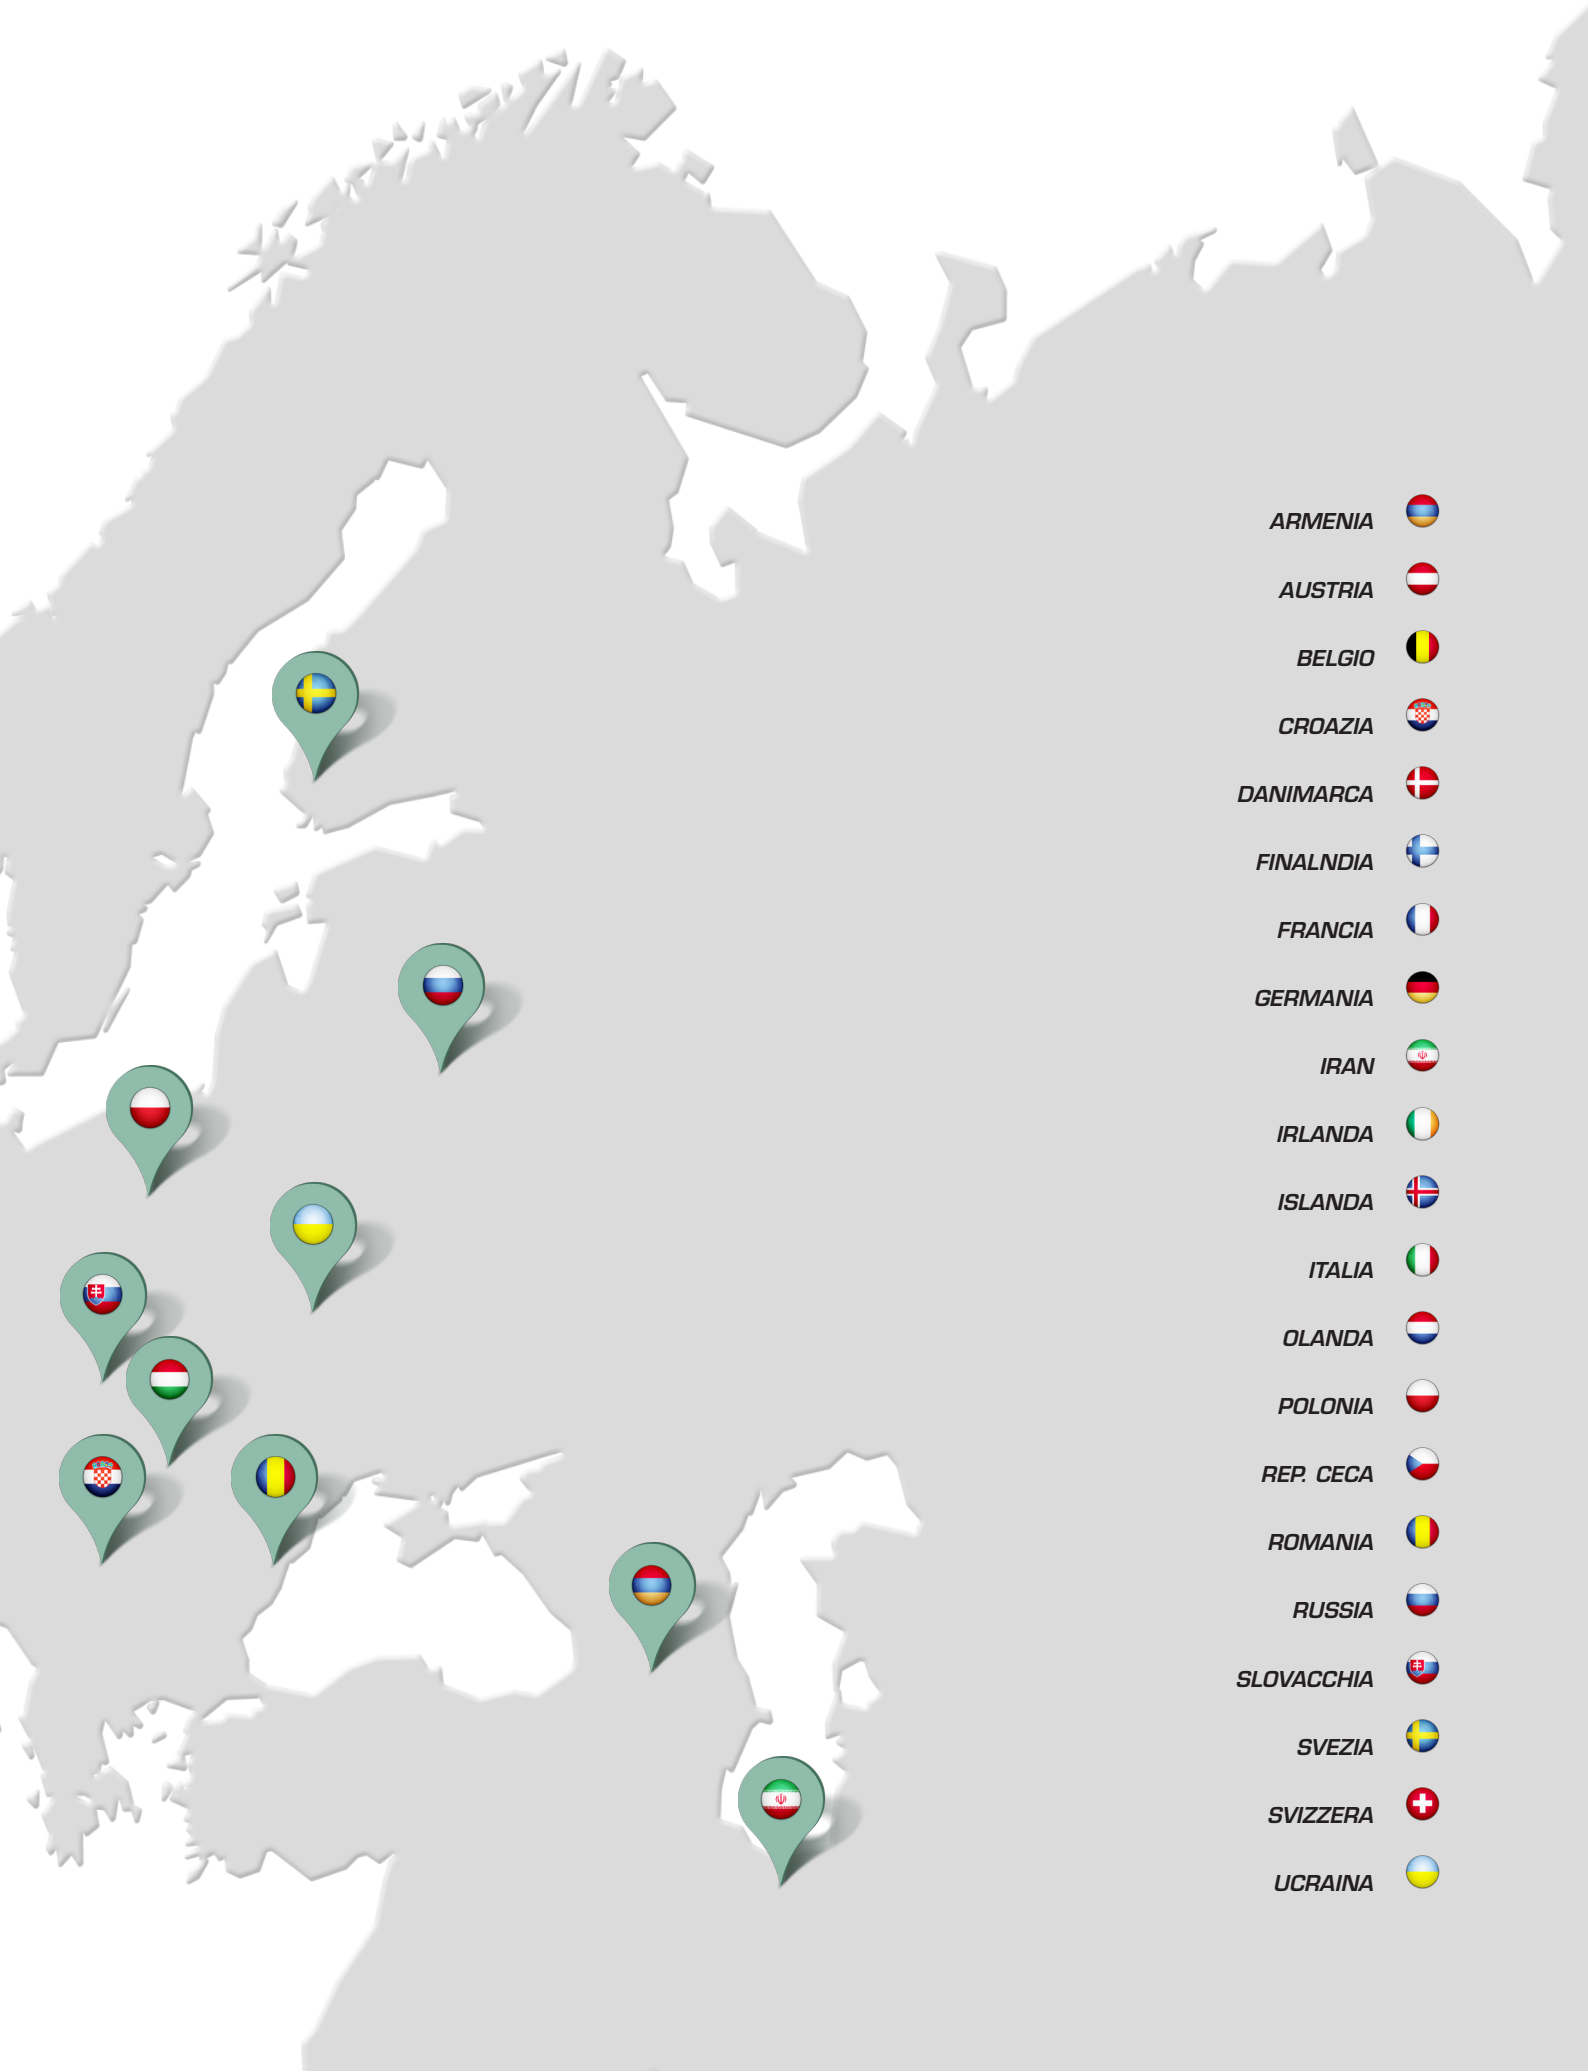 ARMENIA
AUSTRIA
BELGIO
CROAZIA
DANIMARCA
FINALNDIA
FRANCIA
GERMANIA
IRAN
IRLANDA
ISLANDA
ITALIA
OLANDA
POLONIA
REP. CECA
ROMANIA
RUSSIA
SLOVACCHIA
SVEZIA
SVIZZERA
UCRAINA